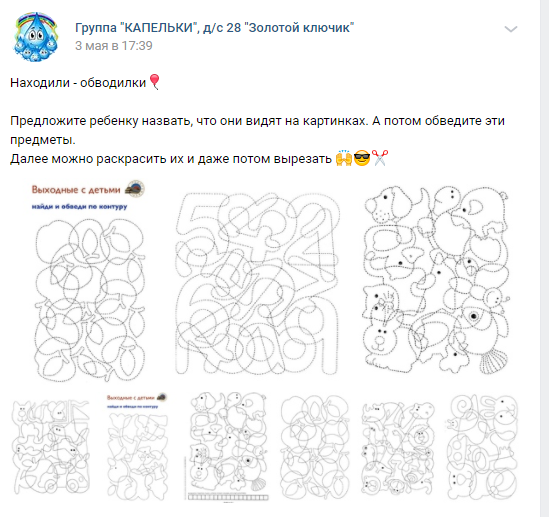 Группа "КАПЕЛЬКИ", д/с 28 "Золотой ключик"
3 мая в 17:39
Находили - обводилки
Предложите ребенку назвать, что они видят на картинках. А потом обведите эти
предметы.
Далее можно раскрасить их и даже потом вырезать
Выходные с детьми
найди и обведи по контуру
Выходные с детьми
найди и обведи по контуру